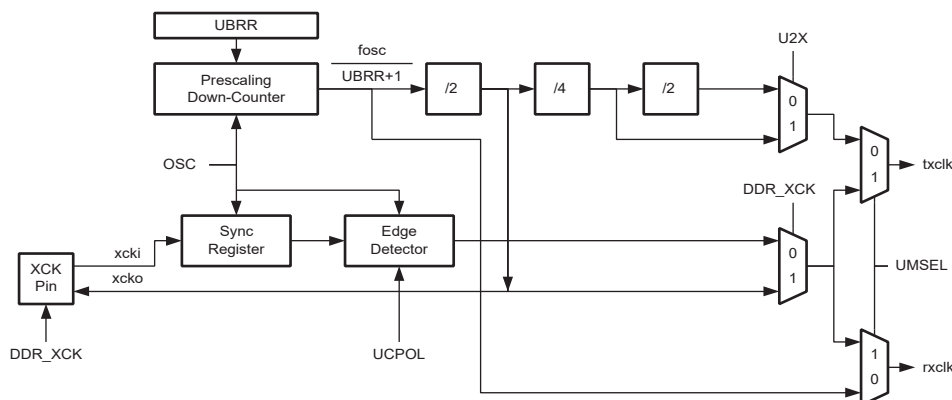 UBRR
fosc
UBRR+1
U2X
Prescaling
Down-Counter
/2
/4
/2
0
1
OSC
0
1
txclk
DDR_XCK
Sync
Register
Edge
Detector
0
1
xcki
XCK
Pin
xcko
UMSEL
DDR_XCK
UCPOL
1
0
rxclk